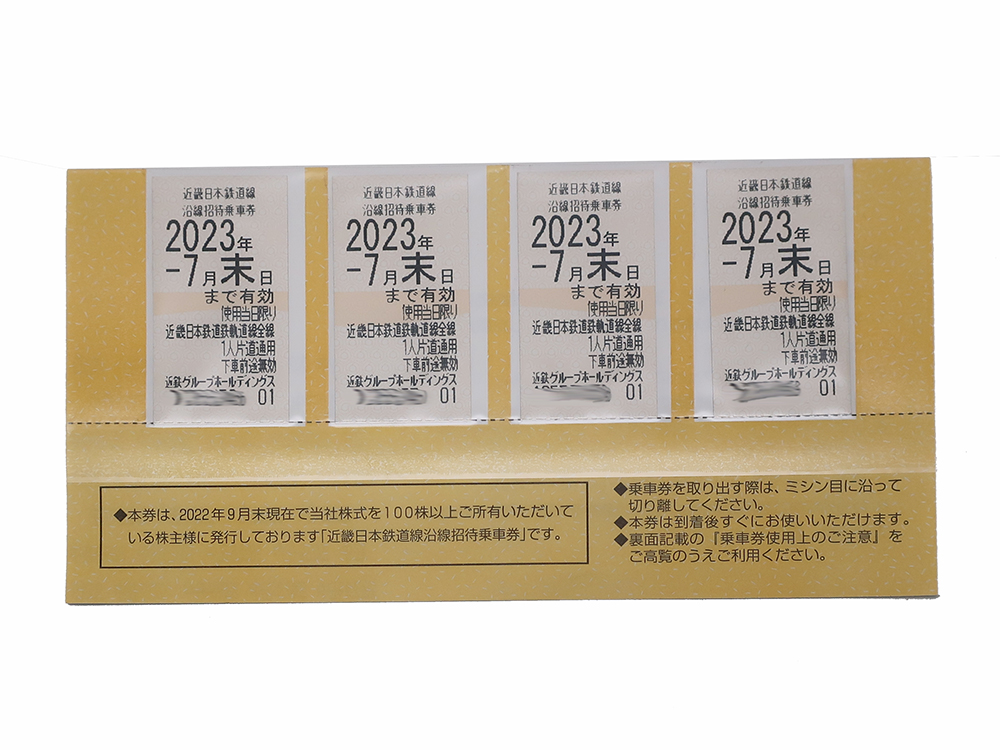 近畿日本鉄道線
沿線招待乗車券
2023年
-7月末日
まで有効
使用当日限り
近畿日本鉄道鉄軌道線全線
1人片道通用
下車前途無効
近鉄グループホールディングス
01
近畿日本鉄道線
沿線招待乗車券
2023年
-7月末日
まで有効
使用当日限り
近畿日本鉄道鉄軌道線全線
1人片道通用
下車前途無効
近鉄グループホールディングス
01
近畿日本鉄道線
沿線招待乗車券
2023年
-7月末日
まで有効
使用当日限り
近畿日本鉄道鉄軌道線全線
1人片道通用
下車前途無効
近鉄グループホールディングス
01
近畿日本鉄道線
沿線招待乗車券
2023年
-7月末日
まで有効
使用当日限り
近畿日本鉄道鉄軌道線全線
1人片道通用
下車前途無効
近鉄グループホールディングス
01
◆本券は、2022年9月末現在で当社株式を100株以上ご所有いただいて
いる株主様に発行しております「近畿日本鉄道線沿線招待乗車券」です。
◆乗車券を取り出す際は、ミシン目に沿って
切り離してください。
◆本券は到着後すぐにお使いいただけます。
◆裏面記載の『乗車券使用上のご注意』を
ご高覧のうえご利用ください。